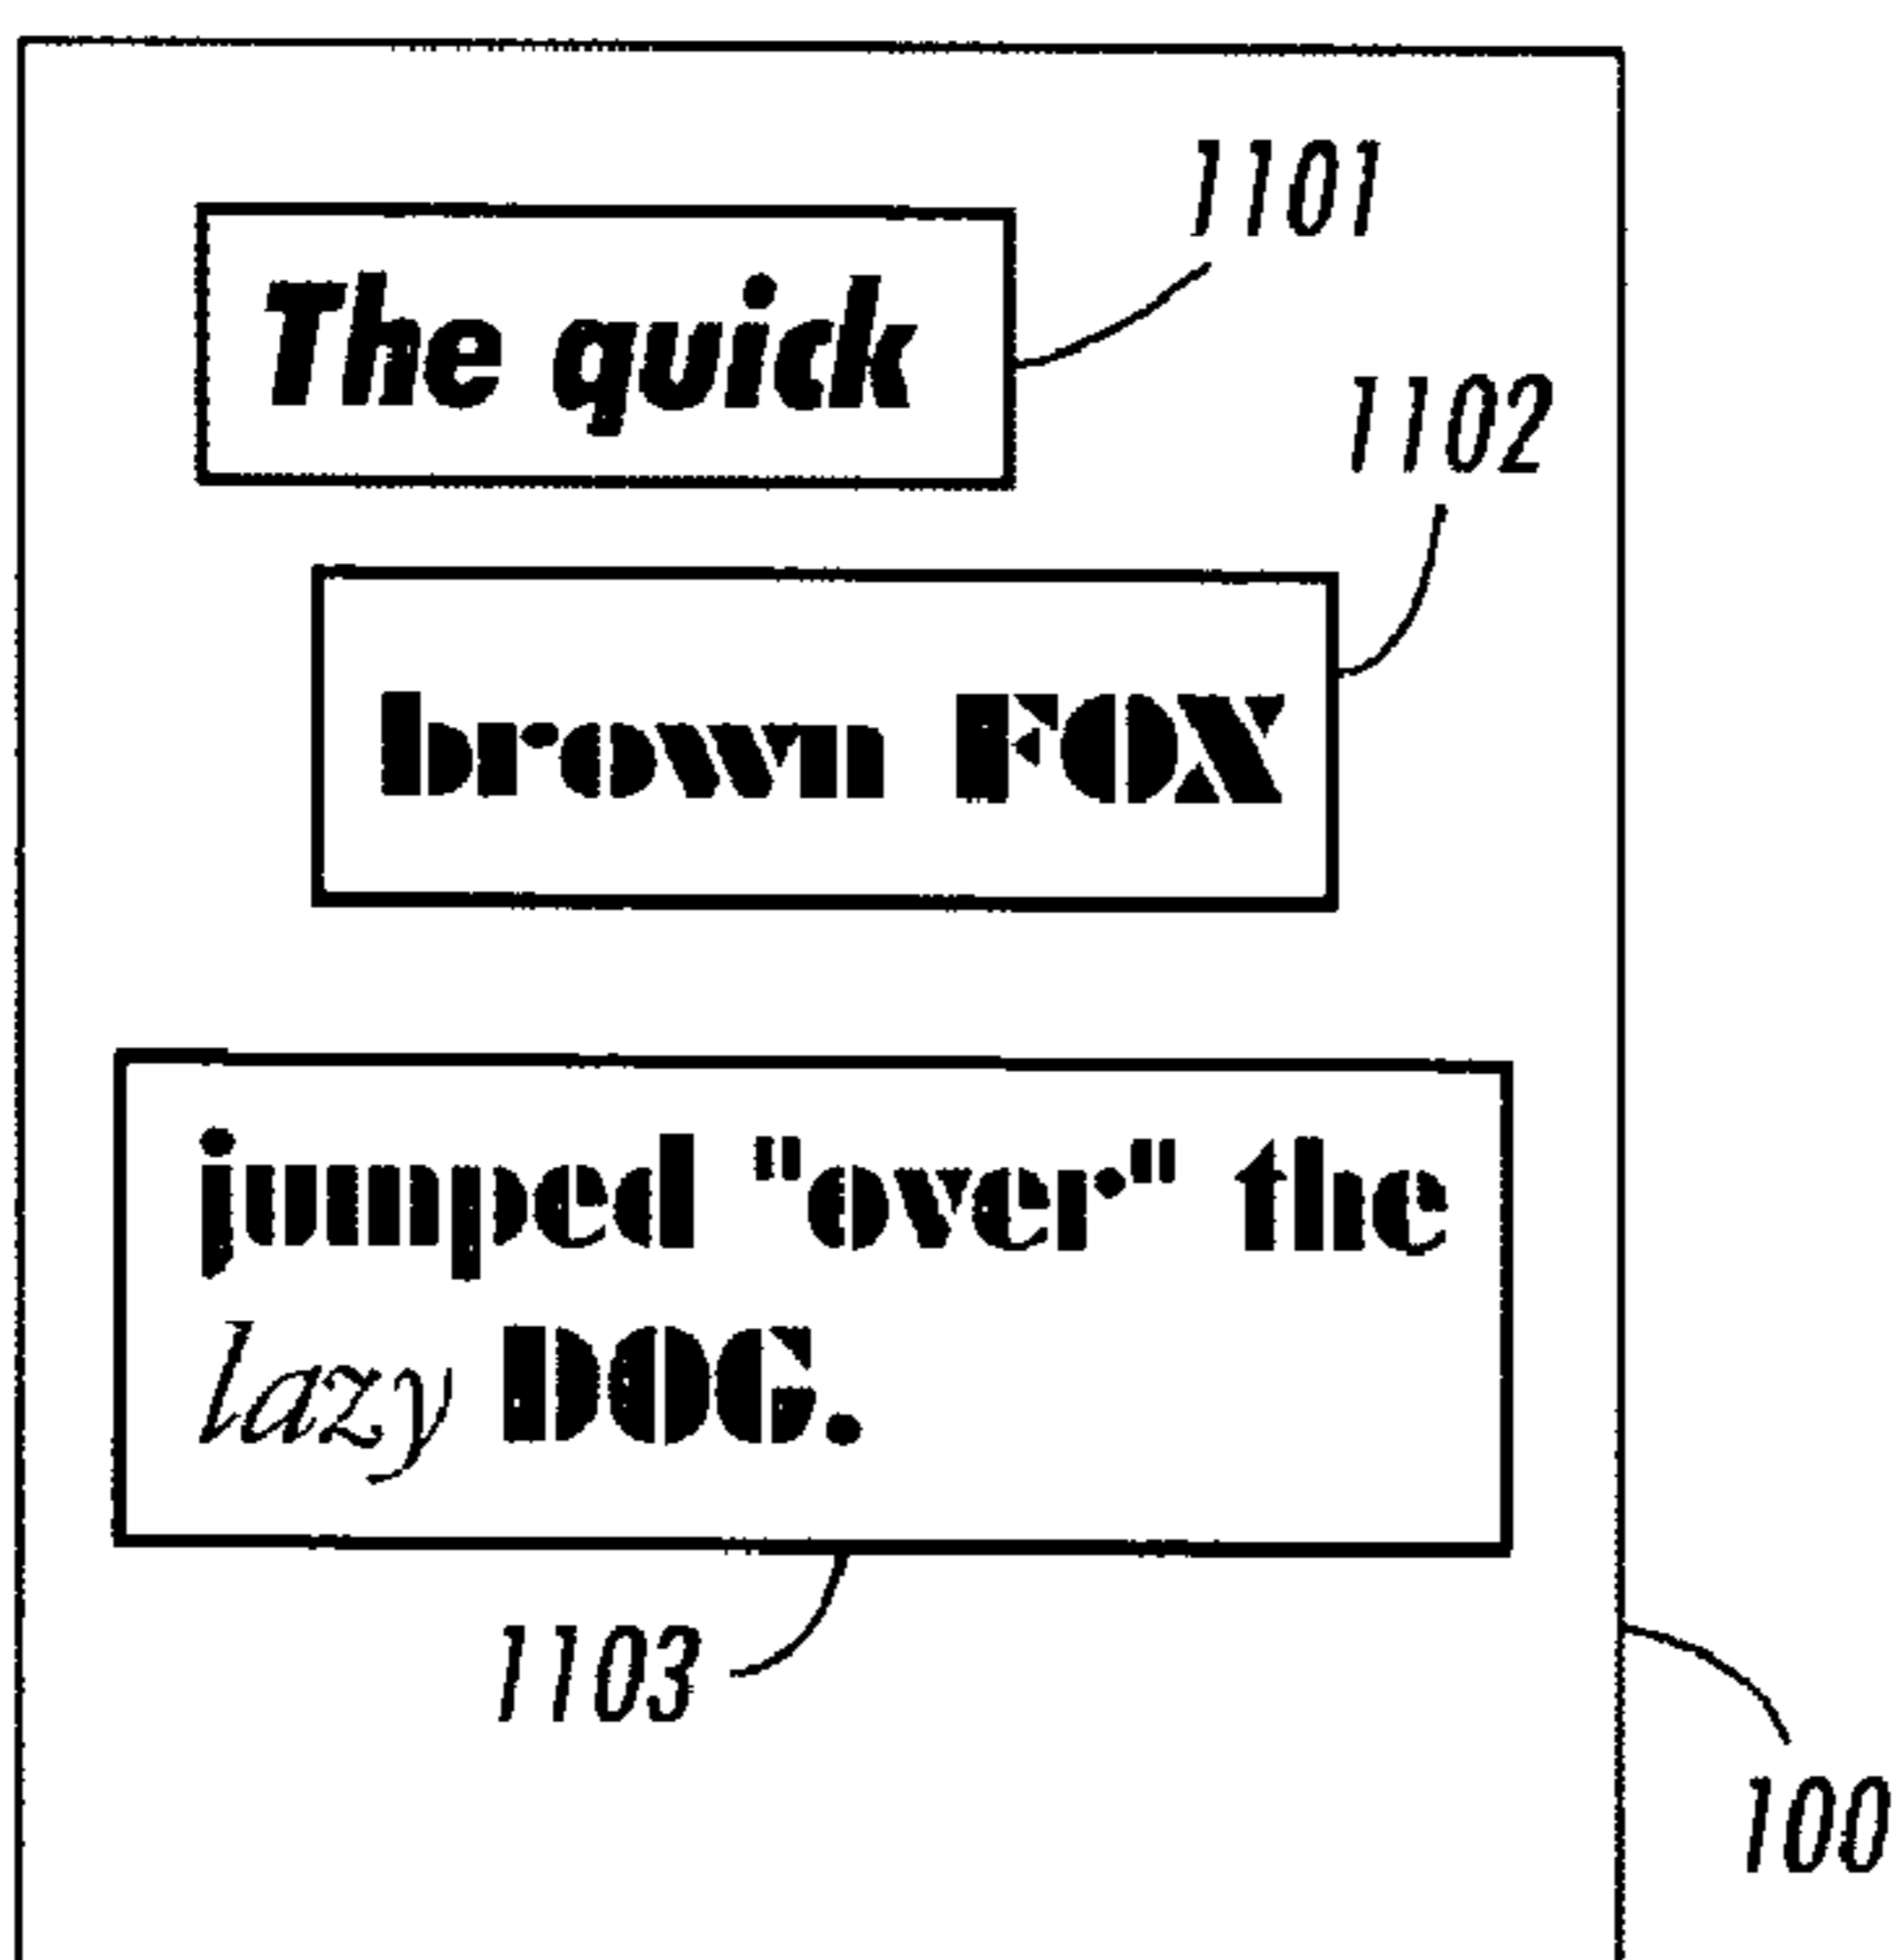 1101
The quick
1102
brown FOX
jumped "over" the
lazy DOG.
1103
100